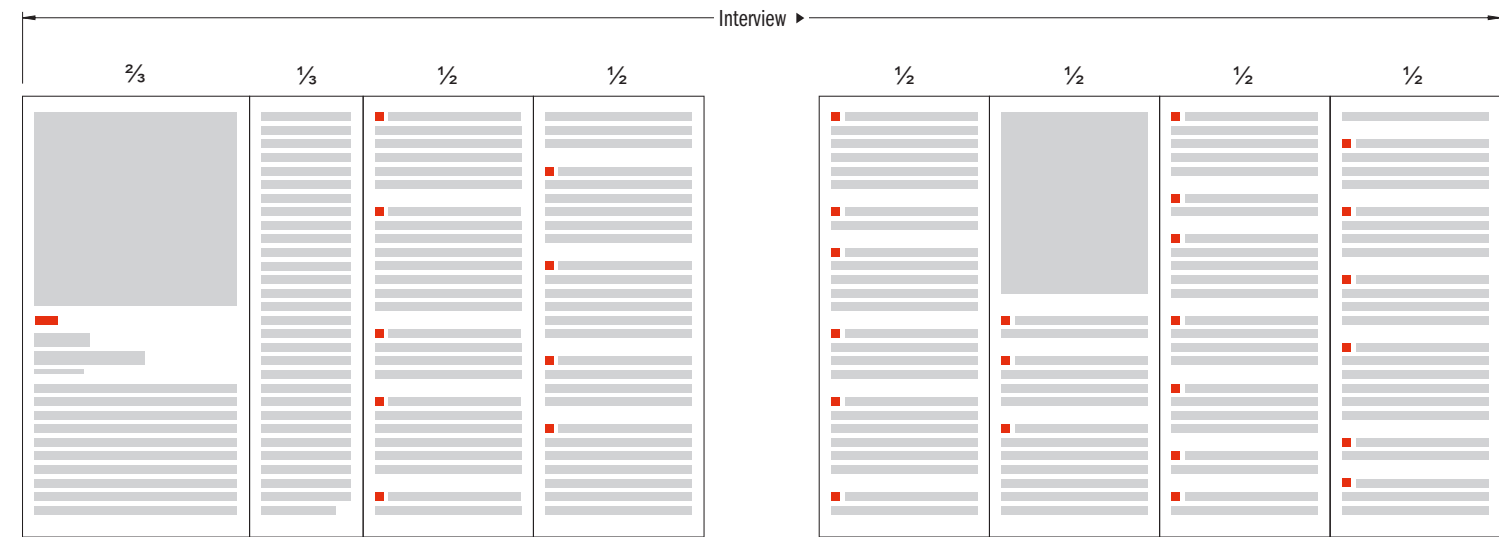 Interview ▶
⅔ ⅓ ½ ½ ½ ½ ½ ½